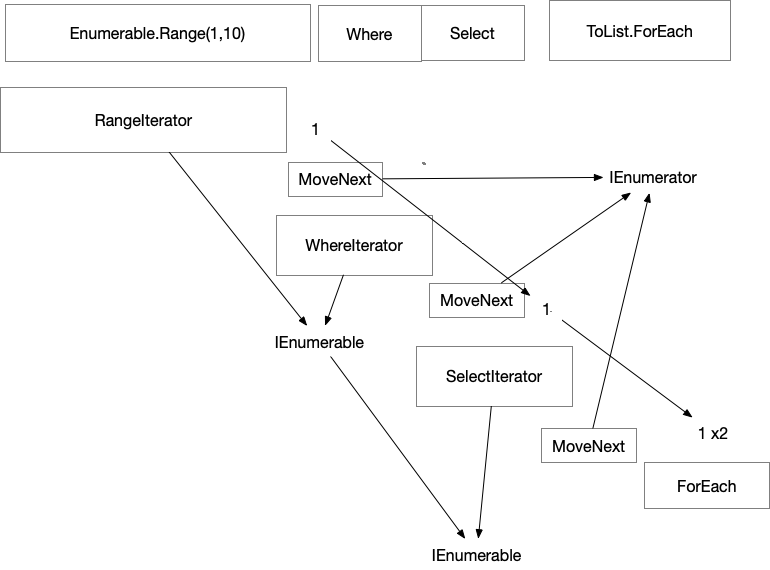 Enumerable.Range(1,10)
Where
Select
ToList.ForEach
RangeIterator
1
MoveNext
IEnumerator
WhereIterator
MoveNext
1
IEnumerable
SelectIterator
1 x2
MoveNext
ForEach
IEnumerable